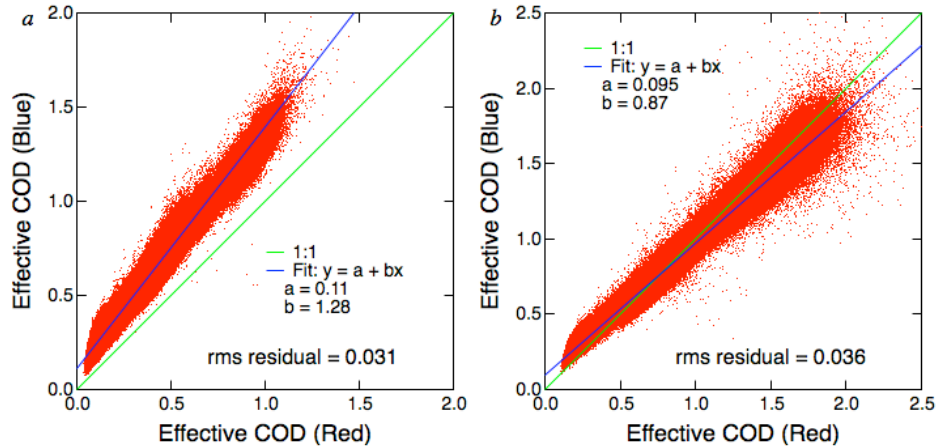 a
Effective COD (Blue)
2.0
1.5
1.0
0.5
0.0
1:1
Fit: y = a + bx
a = 0.11
b = 1.28
rms residual = 0.031
0.0 0.5 1.0 1.5 2.0
Effective COD (Red)
b
Effective COD (Blue)
2.5
2.0
1.5
1.0
0.5
0.0
1:1
Fit: y = a + bx
a = 0.095
b = 0.87
rms residual = 0.036
0.0 0.5 1.0 1.5 2.0 2.5
Effective COD (Red)